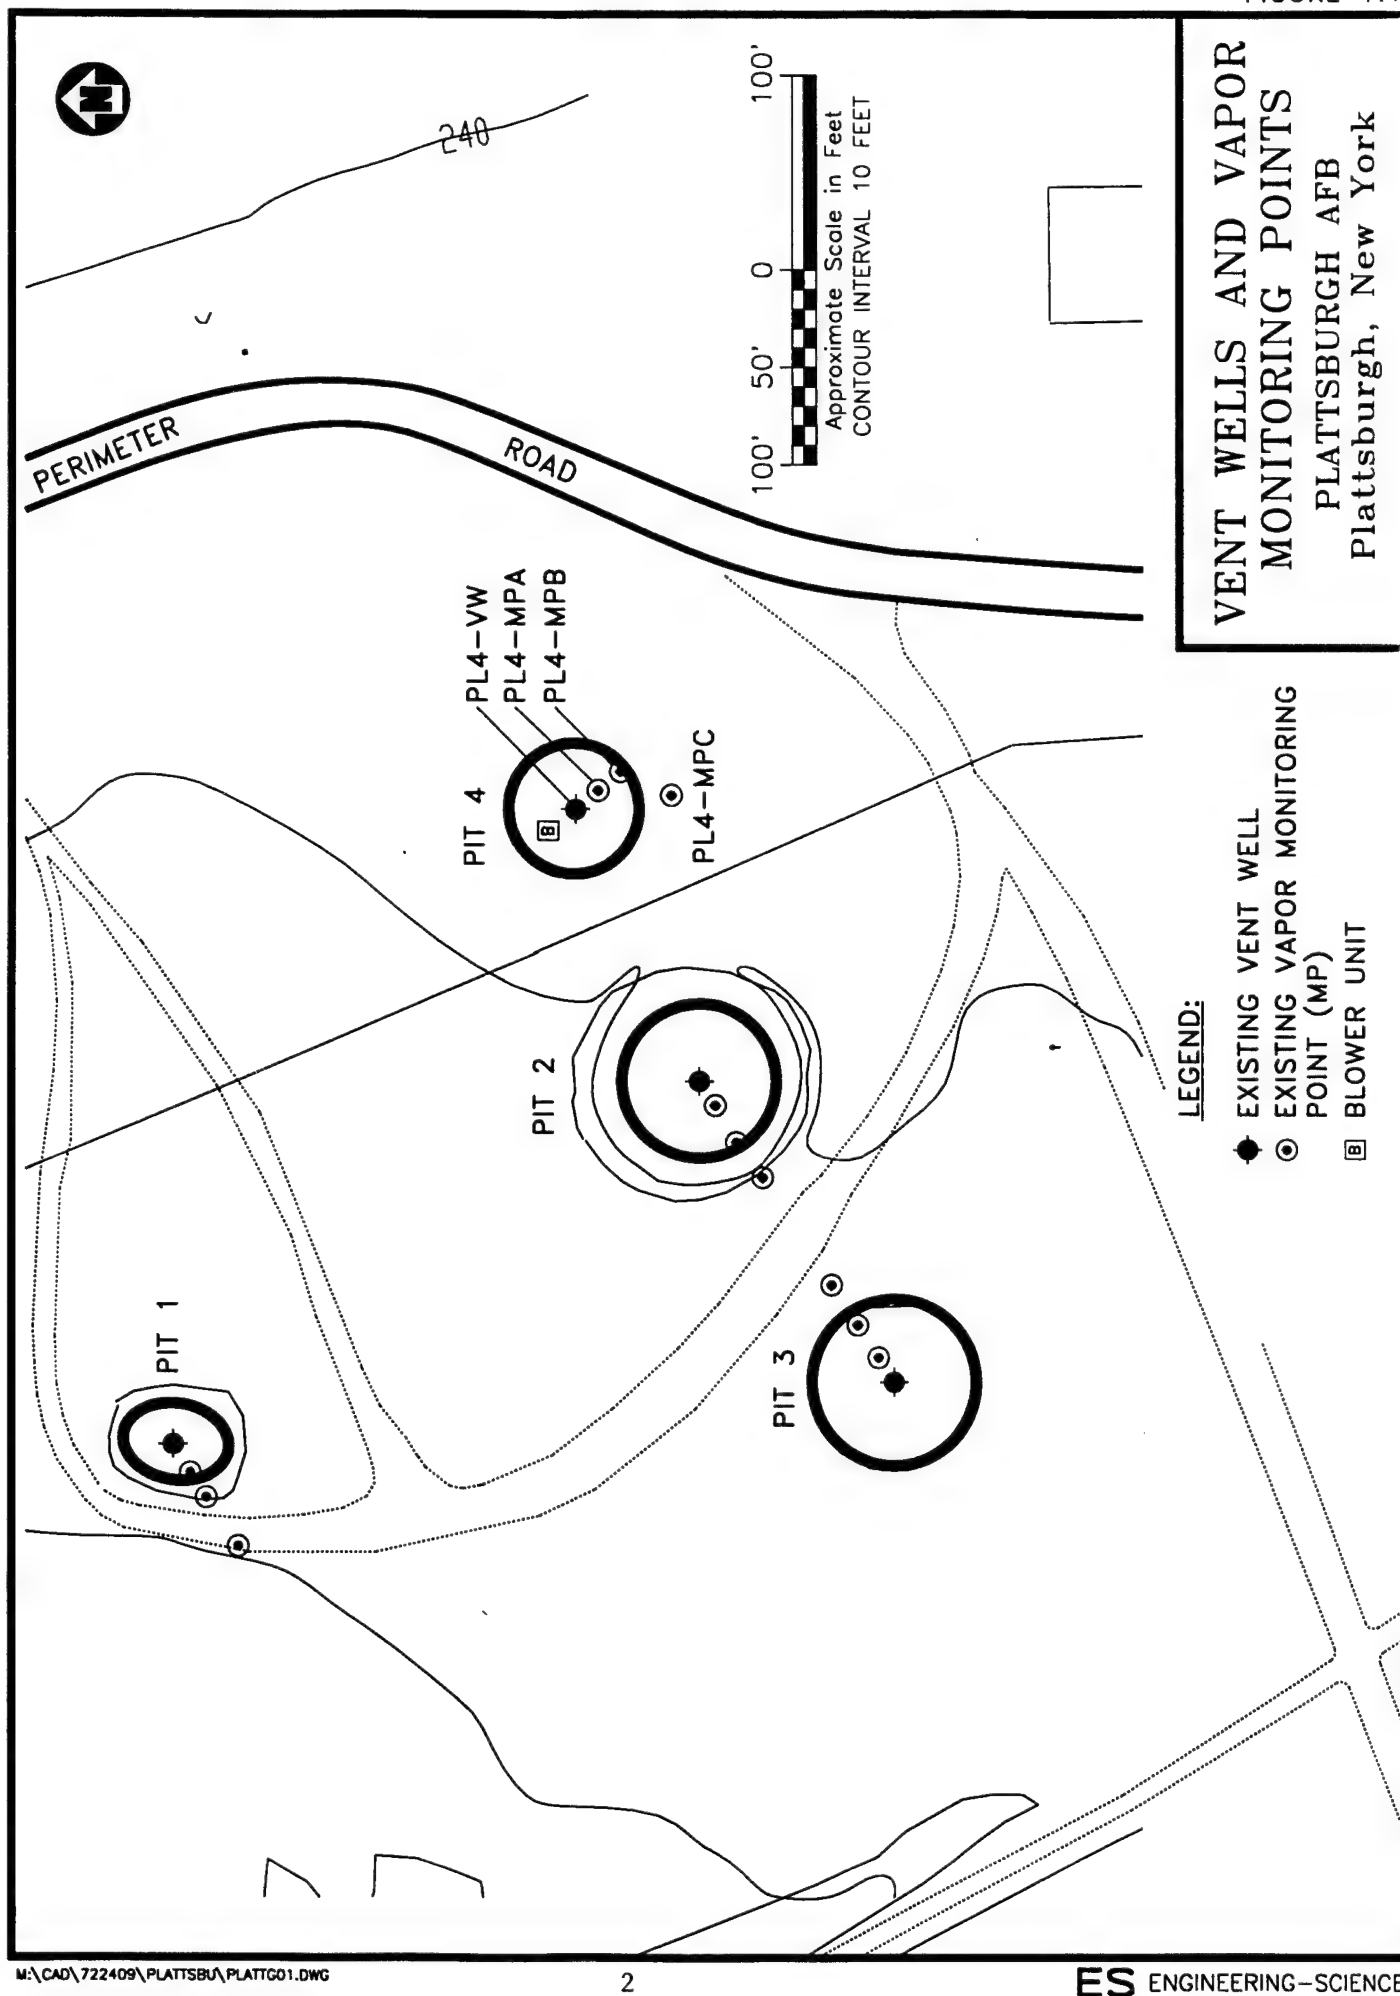 240
PERIMETER
ROAD
100' 50' 0 100'
Approximate Scale in Feet
CONTOUR INTERVAL 10 FEET
PIT 4
PL4-VW
PL4-MPA
PL4-MPB
B
PL4-MPC
PIT 2
PIT 1
PIT 3
LEGEND:
EXISTING VENT WELL
EXISTING VAPOR MONITORING
POINT (MP)
B BLOWER UNIT
VENT WELLS AND VAPOR
MONITORING POINTS
PLATTSBURGH AFB
Plattsburgh, New York
N
M:\CAD\722409\PLATTSBU\PLATTG01.DWG
2
ES ENGINEERING-SCIENCE